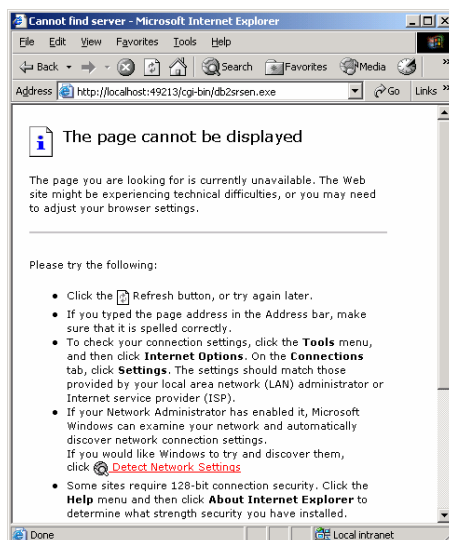 Cannot find server - Microsoft Internet Explorer
File Edit View Favorites Tools Help
Back Search Favorites Media »
Address http://localhost:49213/cgi-bin/db2srsen.exe Go Links »
The page cannot be displayed
The page you are looking for is currently unavailable. The Web
site might be experiencing technical difficulties, or you may need
to adjust your browser settings.
Please try the following:
• Click the Refresh button, or try again later.
• If you typed the page address in the Address bar, make
sure that it is spelled correctly.
• To check your connection settings, click the Tools menu,
and then click Internet Options. On the Connections
tab, click Settings. The settings should match those
provided by your local area network (LAN) administrator or
Internet service provider (ISP).
• If your Network Administrator has enabled it, Microsoft
Windows can examine your network and automatically
discover network connection settings.
If you would like Windows to try and discover them,
click Detect Network Settings
• Some sites require 128-bit connection security. Click the
Help menu and then click About Internet Explorer to
determine what strength security you have installed.
Done Local intranet